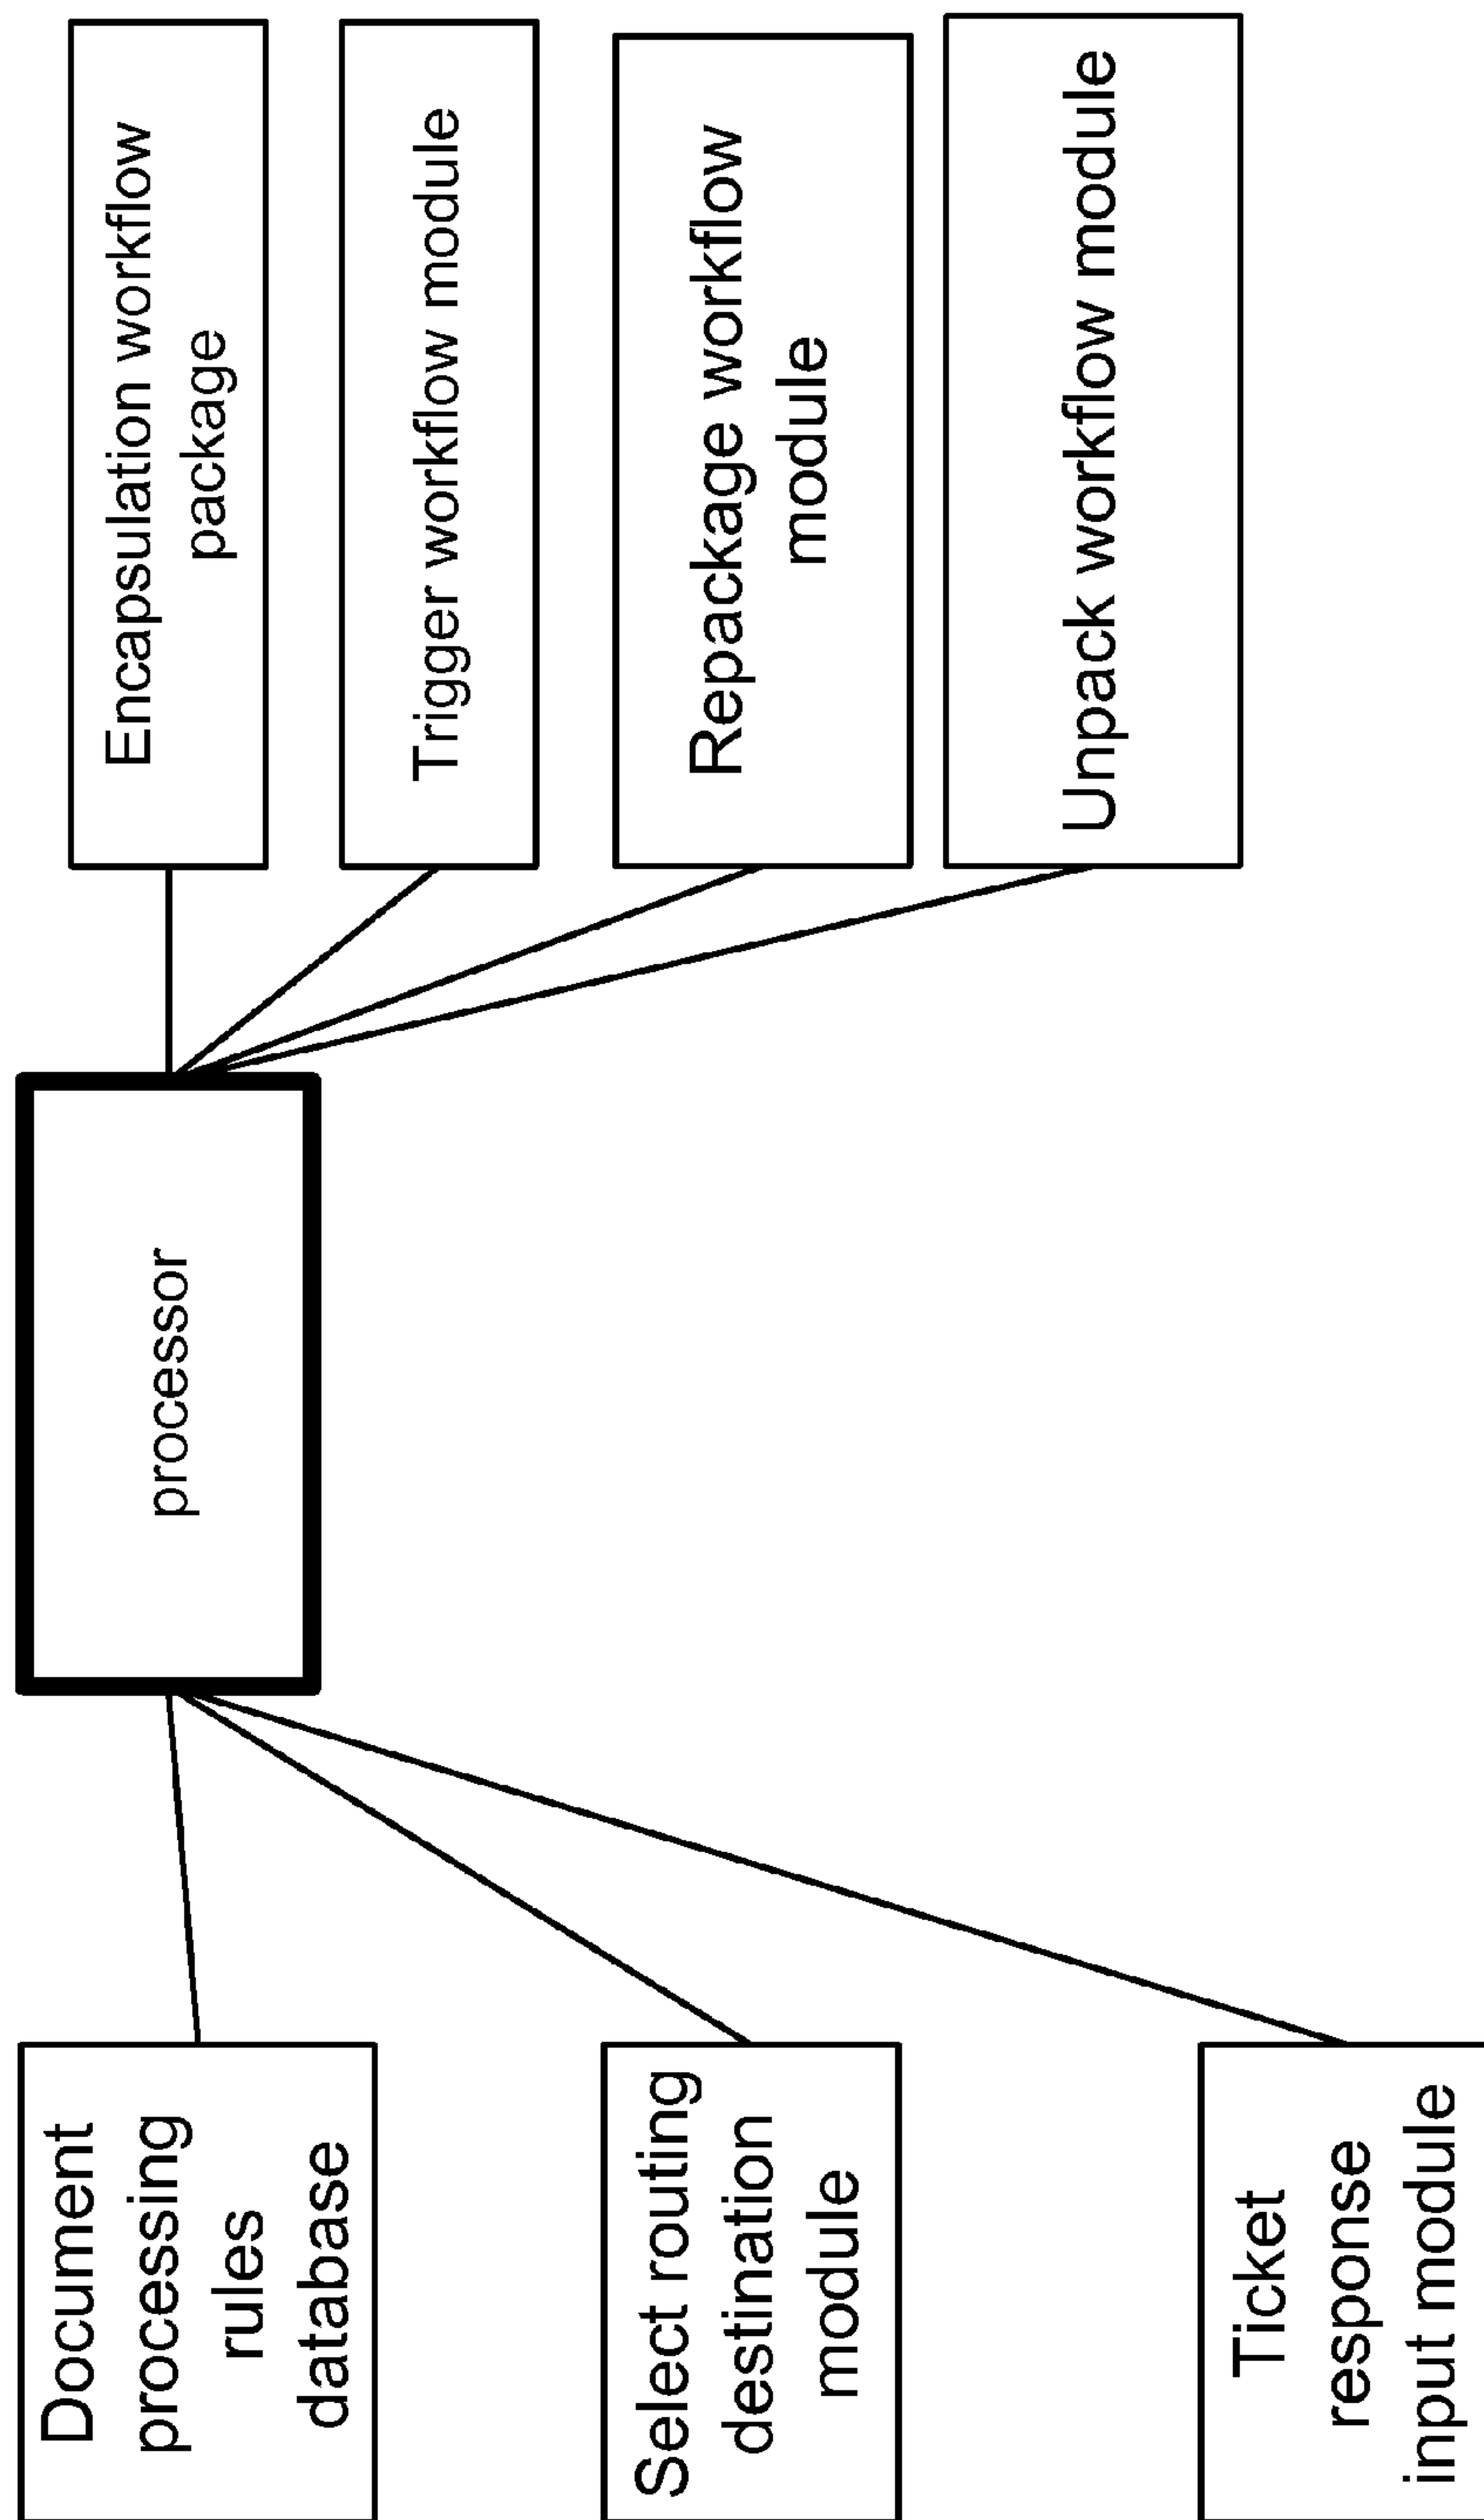 Document
processing
rules
database
Select routing
destination
module
Ticket
response
input module
processor
Encapsulation workflow
package
Trigger workflow module
Repackage workflow
module
Unpack workflow module